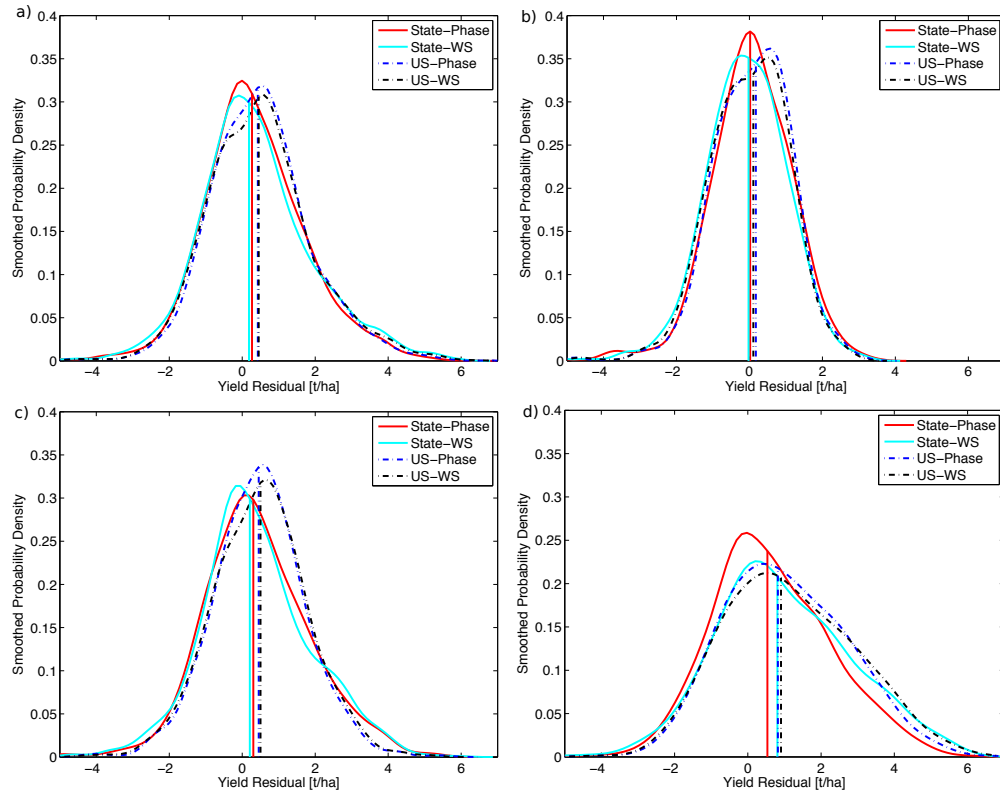 a)
State−Phase
State−WS
US−Phase
US−WS
Smoothed Probability Density
0.4
0.35
0.3
0.25
0.2
0.15
0.1
0.05
0
−4 −2 0 2 4 6
Yield Residual [t/ha]
b)
State−Phase
State−WS
US−Phase
US−WS
Smoothed Probability Density
0.4
0.35
0.3
0.25
0.2
0.15
0.1
0.05
0
−4 −2 0 2 4 6
Yield Residual [t/ha]
c)
State−Phase
State−WS
US−Phase
US−WS
Smoothed Probability Density
0.4
0.35
0.3
0.25
0.2
0.15
0.1
0.05
0
−4 −2 0 2 4 6
Yield Residual [t/ha]
d)
State−Phase
State−WS
US−Phase
US−WS
Smoothed Probability Density
0.4
0.35
0.3
0.25
0.2
0.15
0.1
0.05
0
−4 −2 0 2 4 6
Yield Residual [t/ha]